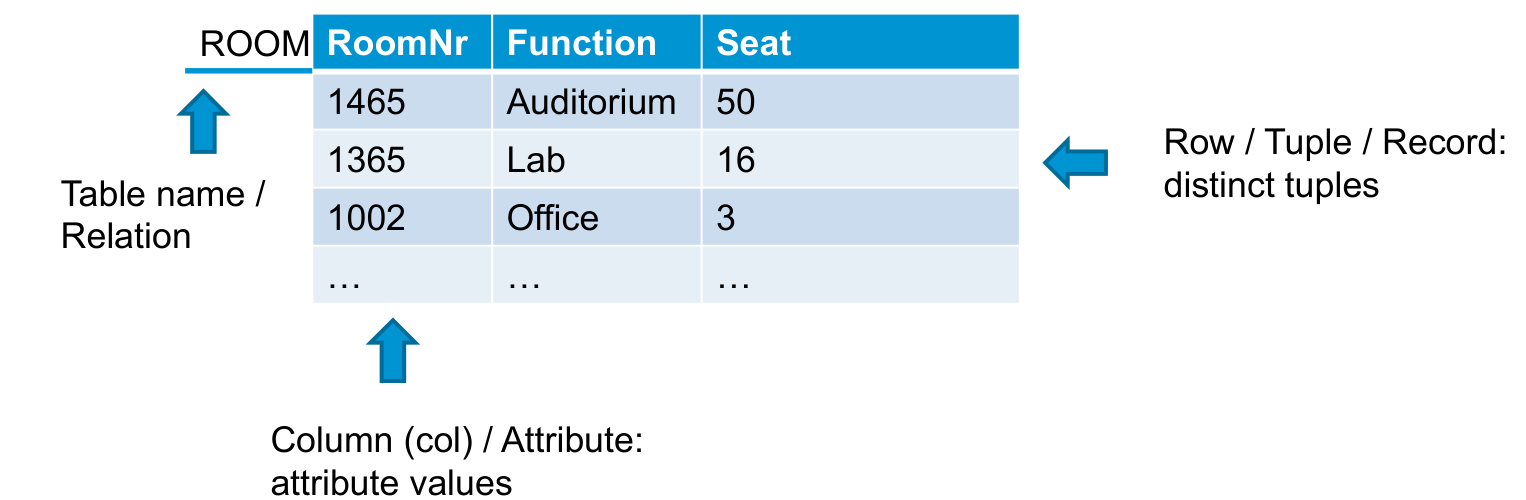 ROOM RoomNr Function Seat
1465 Auditorium 50
1365 Lab 16
1002 Office 3
… … …
Table name /
Relation
Row / Tuple / Record:
distinct tuples
Column (col) / Attribute:
attribute values